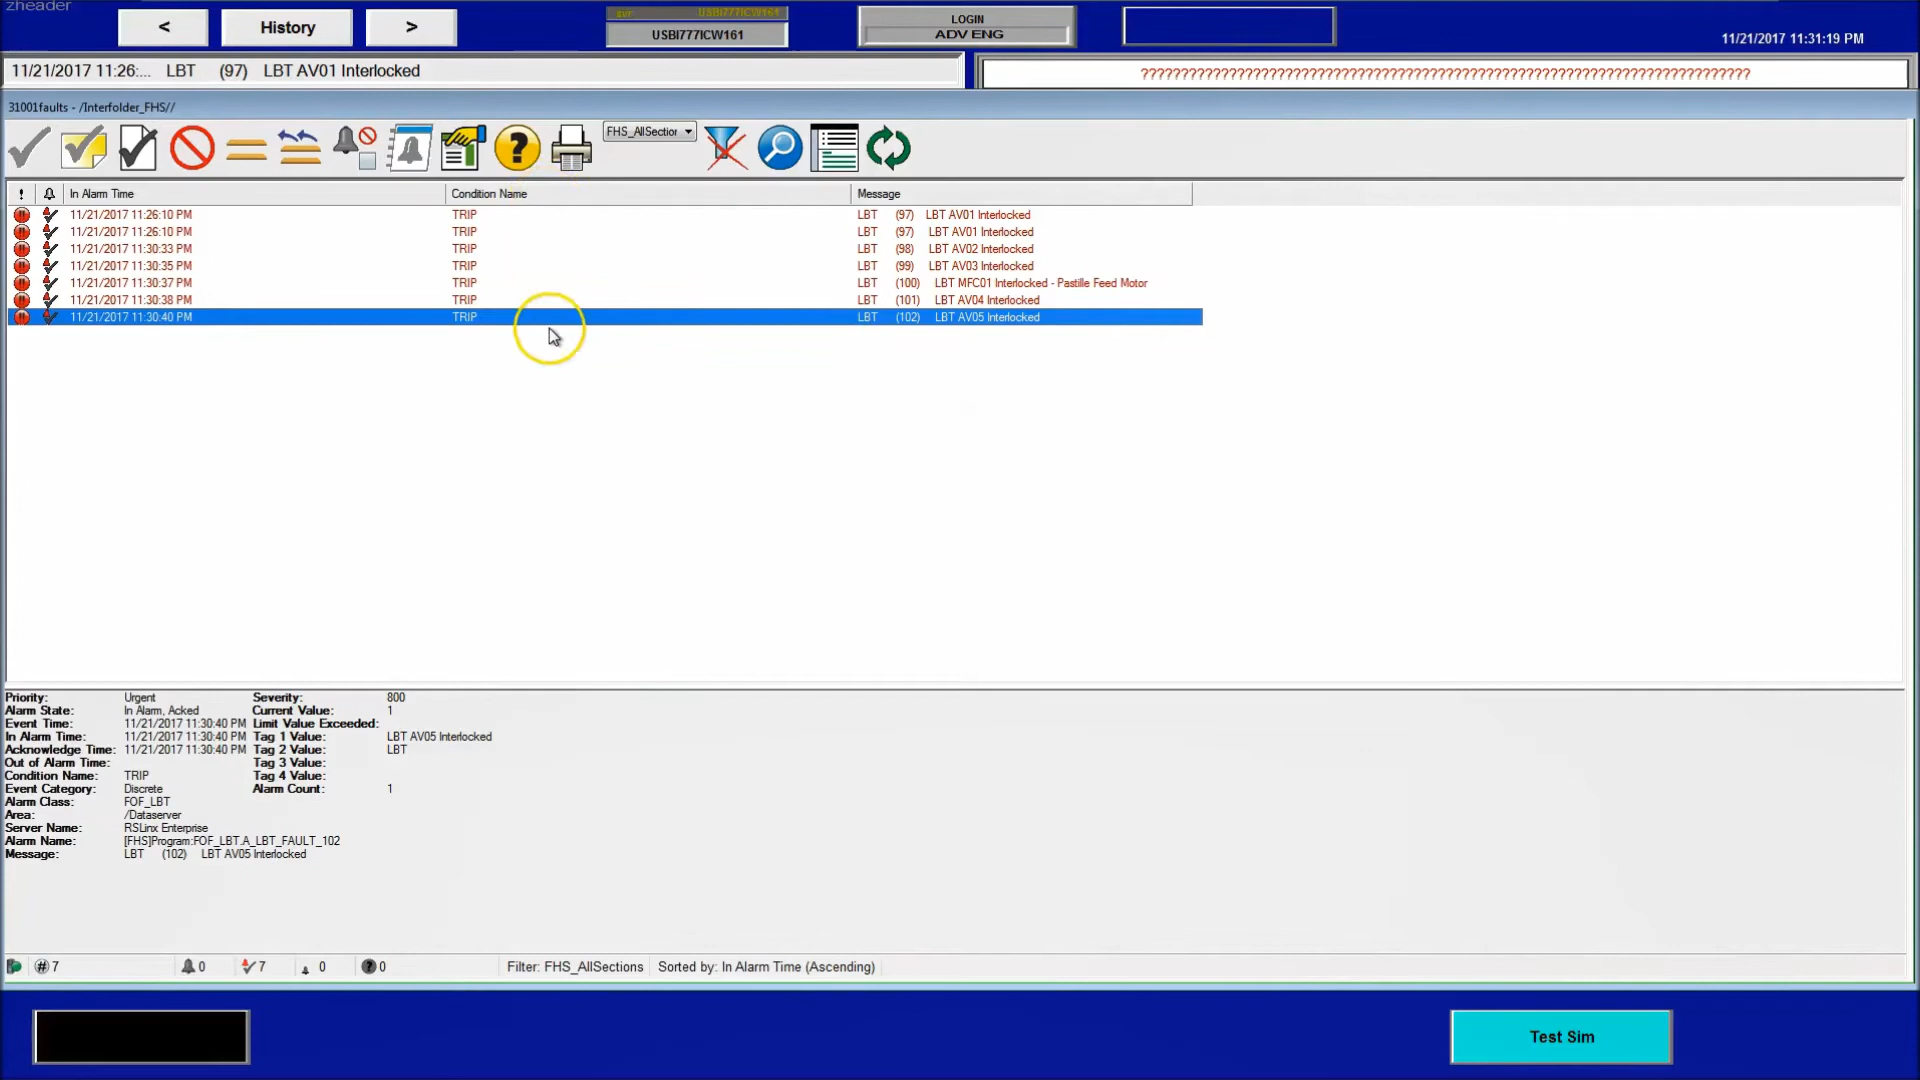 zheader
< History > svr: USBI777ICW161 LOGIN
USBI777ICW161 ADV ENG
11/21/2017 11:31:19 PM
11/21/2017 11:26:... LBT (97) LBT AV01 Interlocked
31001faults - /Interfolder_FHS//
FHS_AllSection
! In Alarm Time Condition Name Message
11/21/2017 11:26:10 PM TRIP LBT (97) LBT AV01 Interlocked
11/21/2017 11:26:10 PM TRIP LBT (97) LBT AV01 Interlocked
11/21/2017 11:30:33 PM TRIP LBT (98) LBT AV02 Interlocked
11/21/2017 11:30:35 PM TRIP LBT (99) LBT AV03 Interlocked
11/21/2017 11:30:37 PM TRIP LBT (100) LBT MFC01 Interlocked - Pastille Feed Motor
11/21/2017 11:30:38 PM TRIP LBT (101) LBT AV04 Interlocked
11/21/2017 11:30:40 PM TRIP LBT (102) LBT AV05 Interlocked
Priority: Urgent Severity: 800
Alarm State: In Alarm, Acked Current Value: 1
Event Time: 11/21/2017 11:30:40 PM Limit Value Exceeded:
In Alarm Time: 11/21/2017 11:30:40 PM Tag 1 Value: LBT AV05 Interlocked
Acknowledge Time: 11/21/2017 11:30:40 PM Tag 2 Value: LBT
Out of Alarm Time: Tag 3 Value:
Condition Name: TRIP Tag 4 Value:
Event Category: Discrete Alarm Count: 1
Alarm Class: FOF_LBT
Area: /Dataserver
Server Name: RSLinx Enterprise
Alarm Name: [FHS]Program:FOF_LBT.A_LBT_FAULT_102
Message: LBT (102) LBT AV05 Interlocked
# 7 0 7 0 ? 0 Filter: FHS_AllSections Sorted by: In Alarm Time (Ascending)
Test Sim